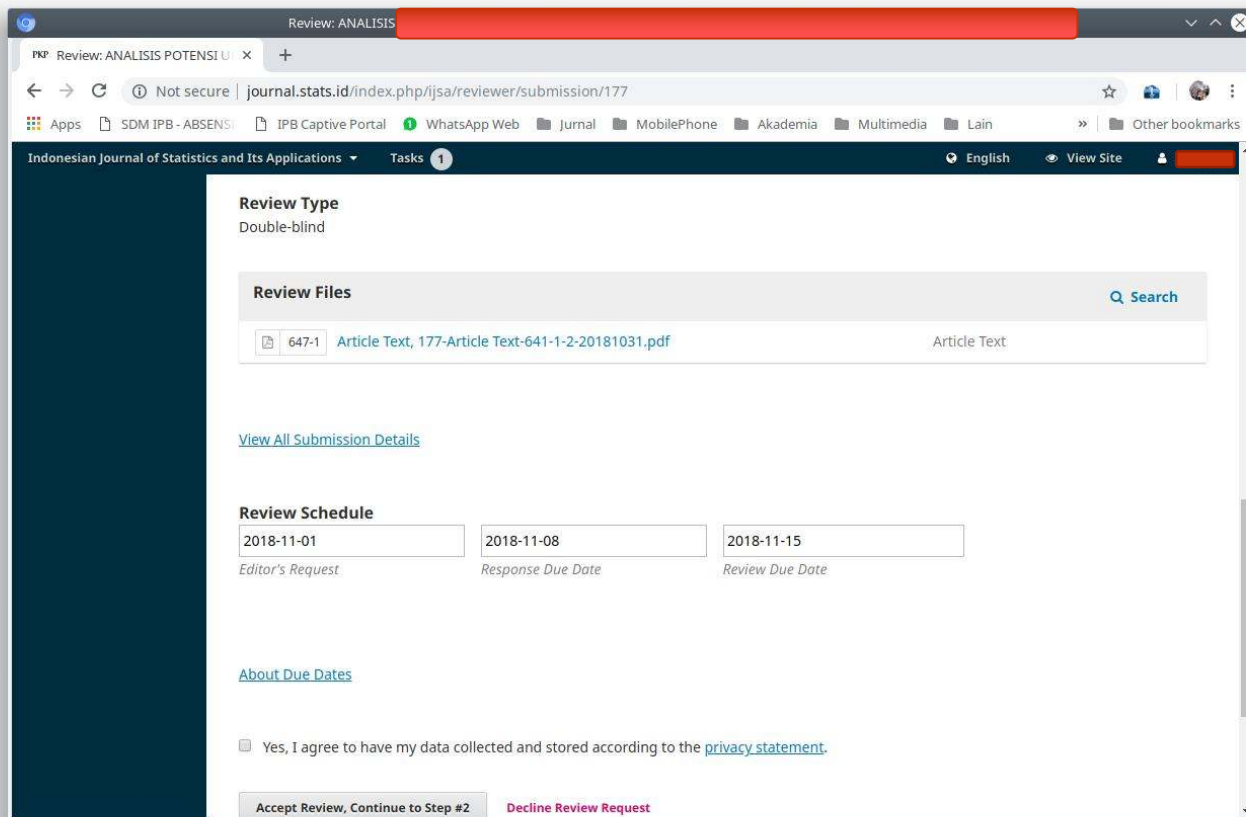 Review: ANALISIS
PKP Review: ANALISIS POTENSI U
Not secure | journal.stats.id/index.php/ijsa/reviewer/submission/177
Apps SDM IPB - ABSENSI IPB Captive Portal WhatsApp Web Jurnal MobilePhone Akademia Multimedia Lain » Other bookmarks
Indonesian Journal of Statistics and Its Applications Tasks 1 English View Site
Review Type
Double-blind
Review Files Search
647-1 Article Text, 177-Article Text-641-1-2-20181031.pdf Article Text
View All Submission Details
Review Schedule
2018-11-01 2018-11-08 2018-11-15
Editor's Request Response Due Date Review Due Date
About Due Dates
Yes, I agree to have my data collected and stored according to the privacy statement.
Accept Review, Continue to Step #2 Decline Review Request